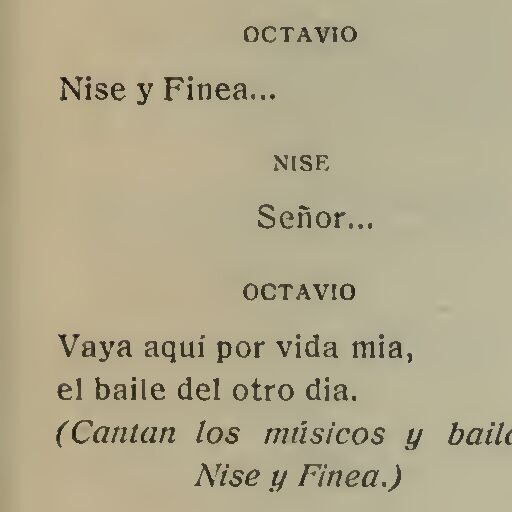 OCTAVIO
Nise y Finea...
NISE
Señor...
OCTAVIO
Vaya aquí por vida mia,
el baile del otro dia.
(Cantan los músicos y
Nise y Finea.)